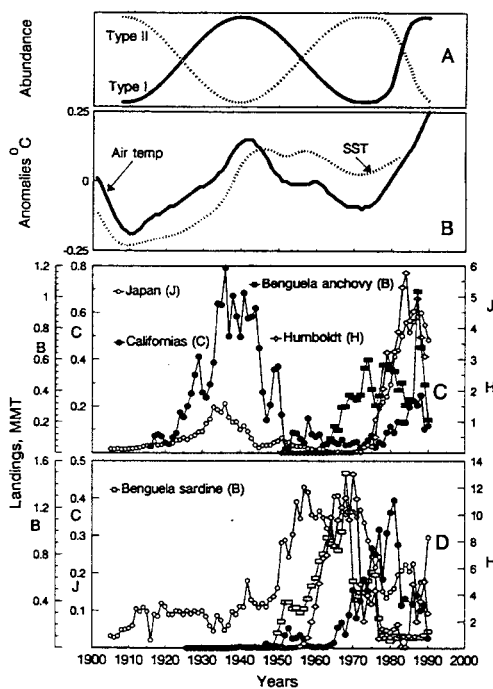 Type II
Type I
A
Abundance
0.25
0
-0.25
Air temp
SST
B
Anomalies ⁰C
1.2
1
0.8
0.6
0.4
0.2
B
0.8
0.6
0.4
0.2
C
Japan (J)
Benguela anchovy (B)
Californias (C)
Humboldt (H)
C
6
5
4
3
2
1
J
H
Landings, MMT
1.6
1.2
0.8
0.4
B
0.5
0.4
0.3
0.2
0.1
C
J
Benguela sardine (B)
D
14
12
10
8
6
4
2
H
1900 1910 1920 1930 1940 1950 1960 1970 1980 1990 2000
Years